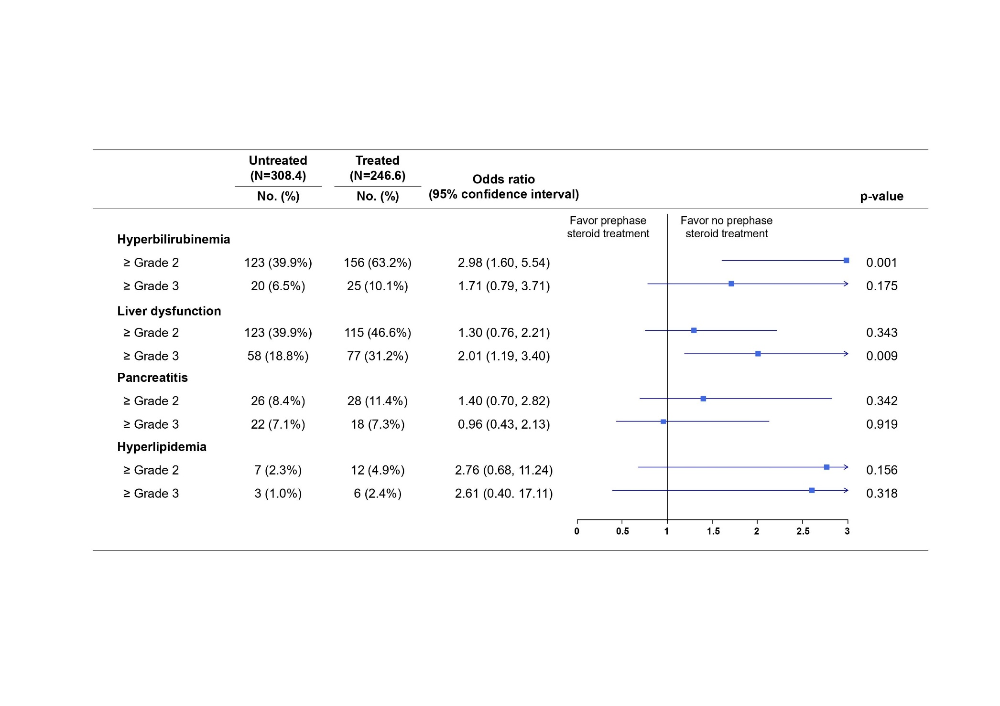 Untreated
(N=308.4)
No. (%)
Treated
(N=246.6)
No. (%)
Odds ratio
(95% confidence interval)
p-value
Favor prephase
steroid treatment
Favor no prephase
steroid treatment
Hyperbilirubinemia
≥ Grade 2 123 (39.9%) 156 (63.2%) 2.98 (1.60, 5.54) 0.001
≥ Grade 3 20 (6.5%) 25 (10.1%) 1.71 (0.79, 3.71) 0.175
Liver dysfunction
≥ Grade 2 123 (39.9%) 115 (46.6%) 1.30 (0.76, 2.21) 0.343
≥ Grade 3 58 (18.8%) 77 (31.2%) 2.01 (1.19, 3.40) 0.009
Pancreatitis
≥ Grade 2 26 (8.4%) 28 (11.4%) 1.40 (0.70, 2.82) 0.342
≥ Grade 3 22 (7.1%) 18 (7.3%) 0.96 (0.43, 2.13) 0.919
Hyperlipidemia
≥ Grade 2 7 (2.3%) 12 (4.9%) 2.76 (0.68, 11.24) 0.156
≥ Grade 3 3 (1.0%) 6 (2.4%) 2.61 (0.40. 17.11) 0.318
0 0.5 1 1.5 2 2.5 3